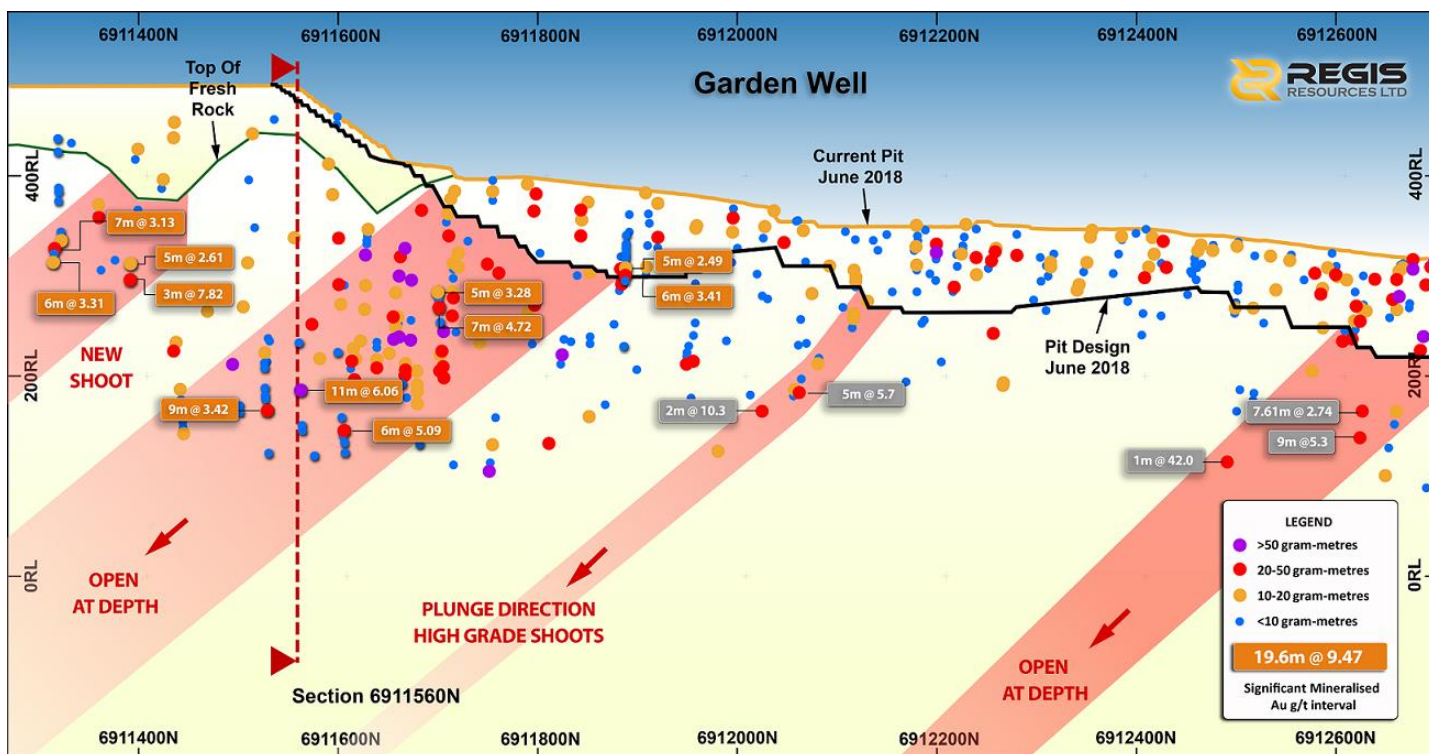 6911400N
6911600N
6911800N
6912000N
6912200N
6912400N
6912600N
Top Of
Fresh
Rock
Garden Well
REGIS
RESOURCES LTD
Current Pit
June 2018
400RL
400RL
7m @ 3.13
5m @ 2.61
3m @ 7.82
6m @ 3.31
5m @ 2.49
6m @ 3.41
5m @ 3.28
7m @ 4.72
NEW
SHOOT
Pit Design
June 2018
200RL
200RL
11m @ 6.06
9m @ 3.42
6m @ 5.09
2m @ 10.3
5m @ 5.7
7.61m @ 2.74
9m @5.3
1m @ 42.0
OPEN
AT DEPTH
PLUNGE DIRECTION
HIGH GRADE SHOOTS
OPEN
AT DEPTH
0RL
0RL
LEGEND
>50 gram-metres
20-50 gram-metres
10-20 gram-metres
<10 gram-metres
19.6m @ 9.47
Significant Mineralised
Au g/t interval
Section 6911560N
6911400N
6911600N
6911800N
6912000N
6912200N
6912400N
6912600N